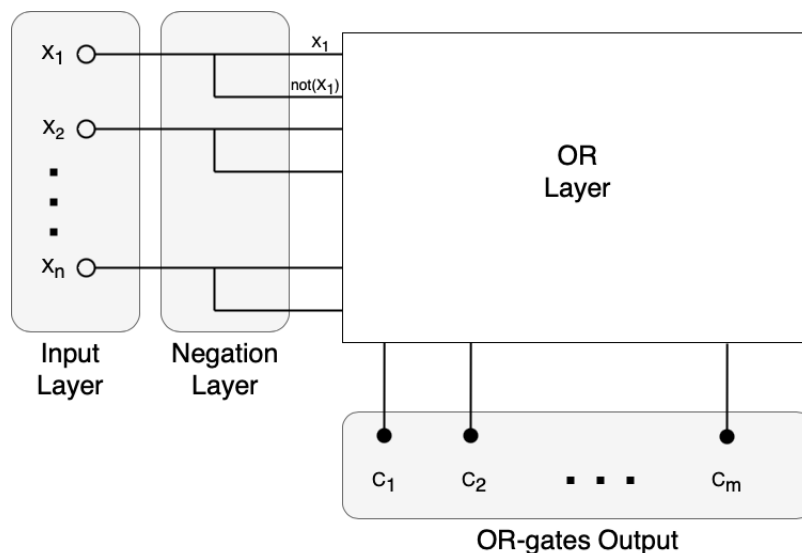 X1
X1
not(X1)
X2
OR
Layer
Xn
Input
Layer
Negation
Layer
C1
C2
Cm
OR-gates Output